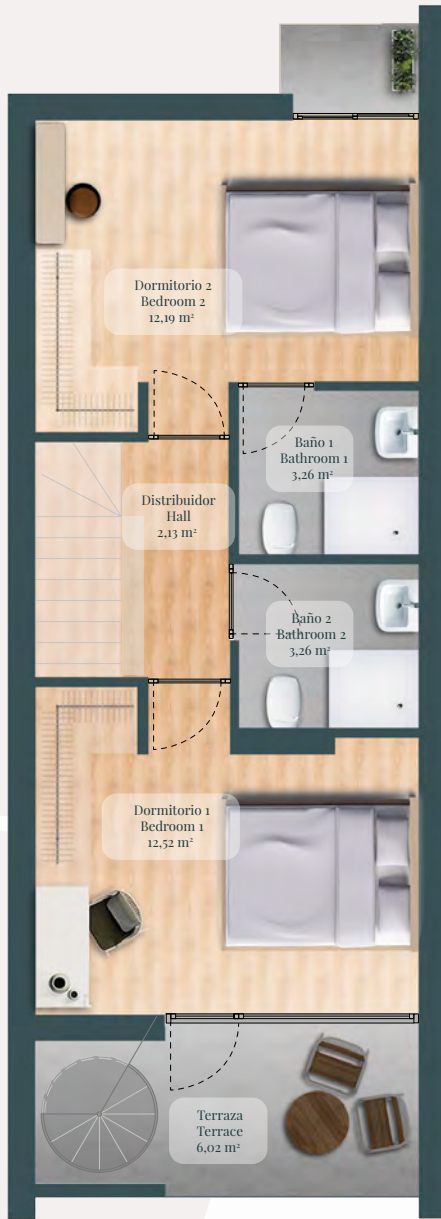 Dormitorio 2
Bedroom 2
12,19 m²
Baño 1
Bathroom 1
3,26 m²
Distribuidor
Hall
2,13 m²
Baño 2
Bathroom 2
3,26 m²
Dormitorio 1
Bedroom 1
12,52 m²
Terraza
Terrace
6,02 m²